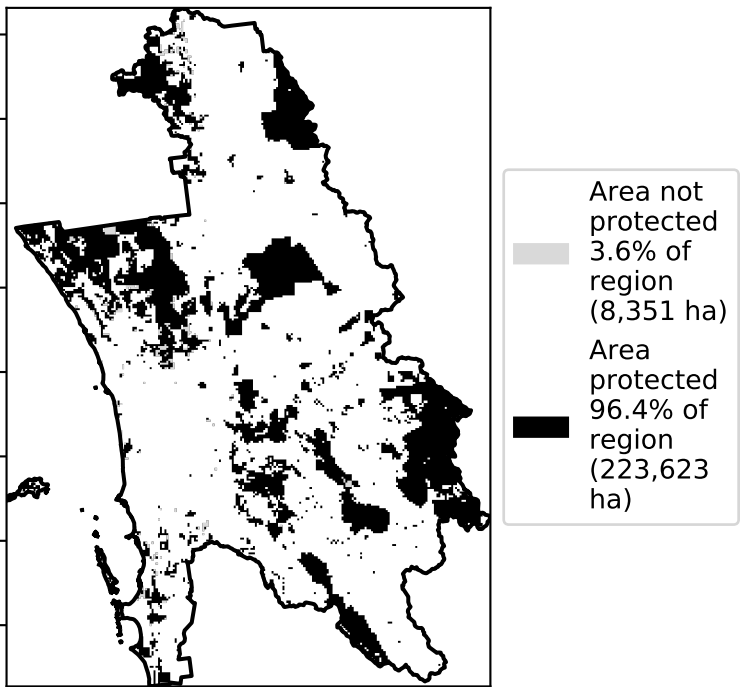 Area not
protected
3.6% of
region
(8,351 ha)
Area
protected
96.4% of
region
(223,623
ha)